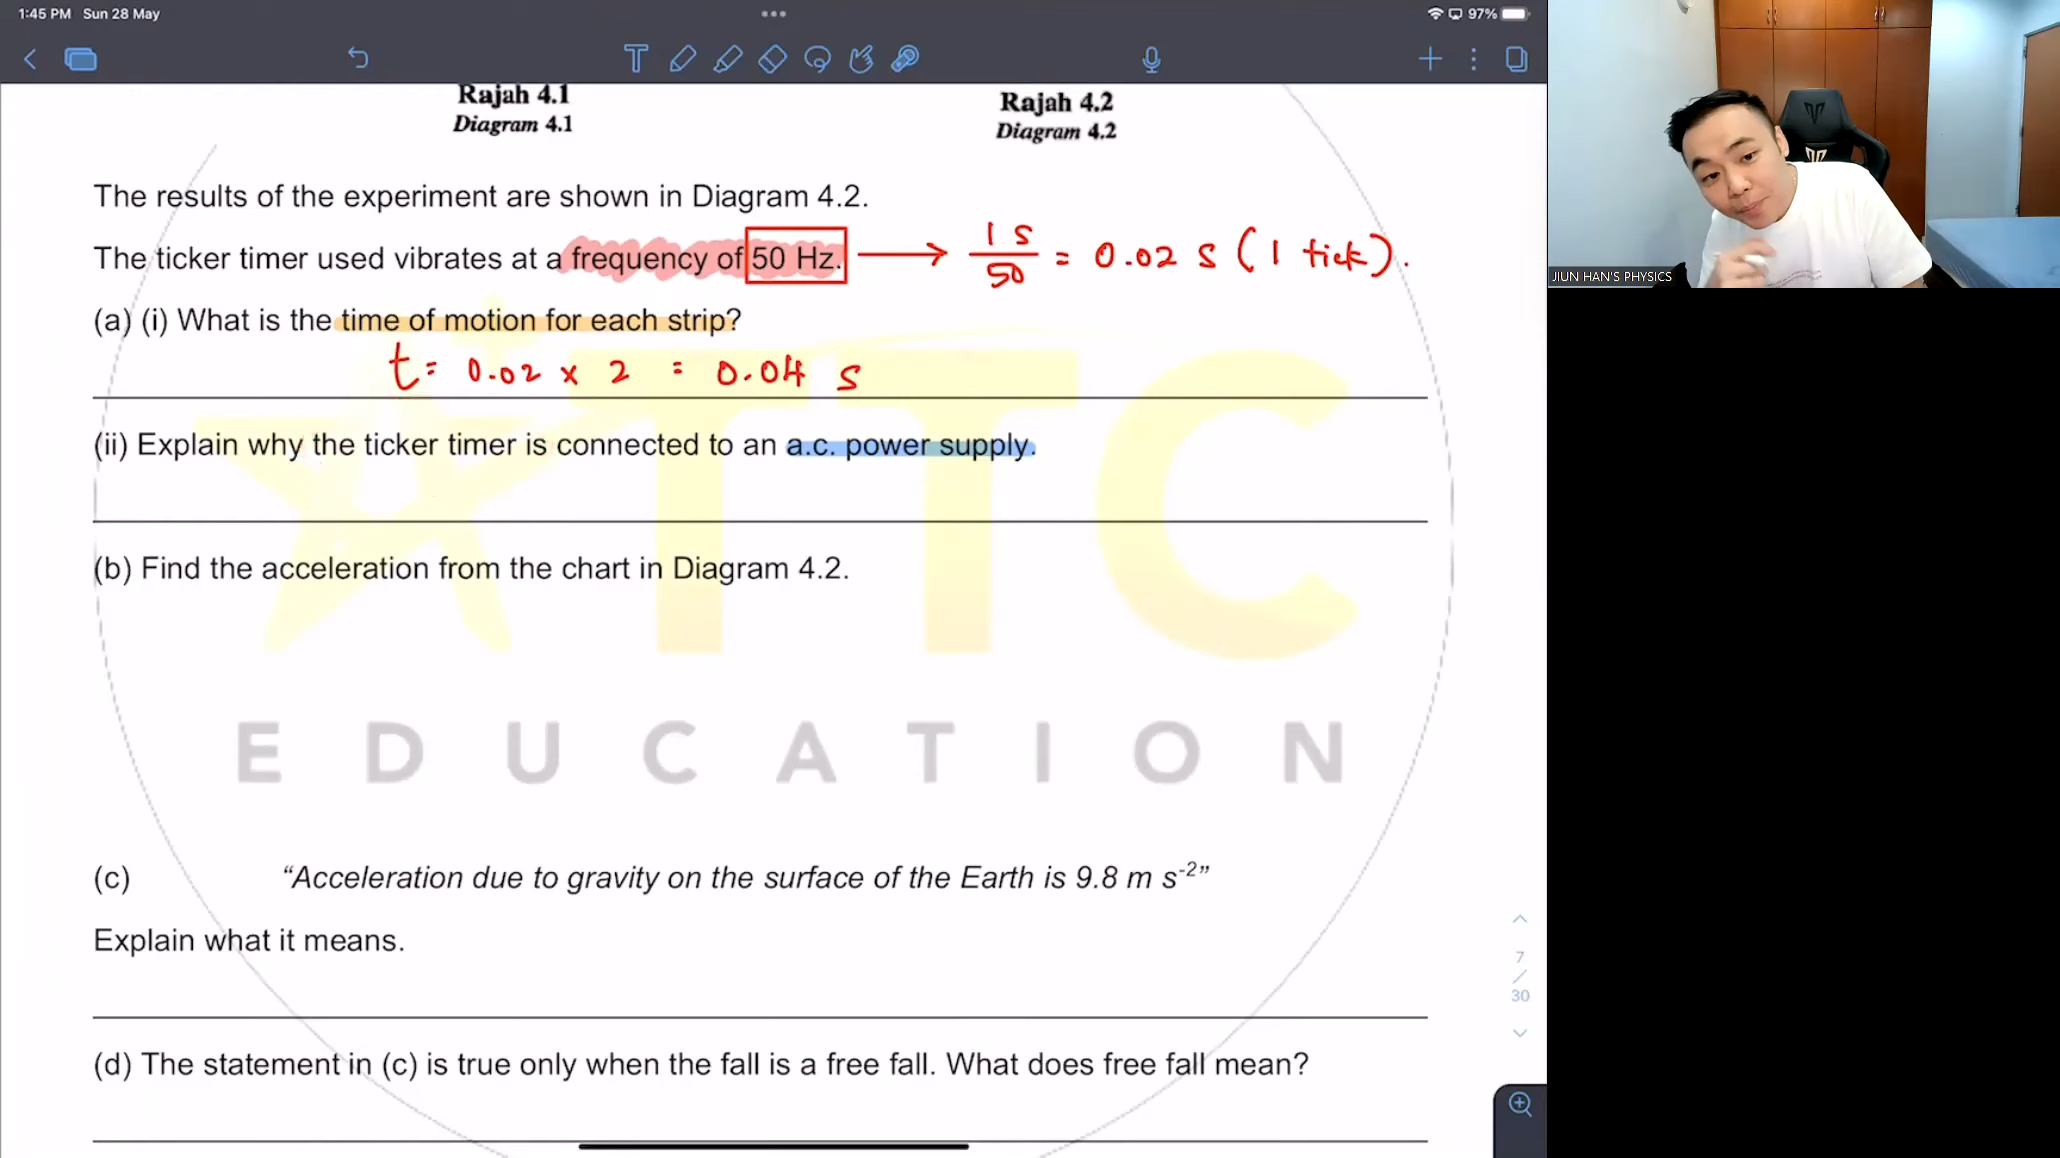 1:45 PM Sun 28 May
97%
Rajah 4.1
Diagram 4.1
Rajah 4.2
Diagram 4.2
JIUN HAN'S PHYSICS
The results of the experiment are shown in Diagram 4.2.
The ticker timer used vibrates at a frequency of 50 Hz. → 1 s / 50 = 0.02 s (1 tick).
(a) (i) What is the time of motion for each strip?
t = 0.02 x 2 = 0.04 s
(ii) Explain why the ticker timer is connected to an a.c. power supply.
(b) Find the acceleration from the chart in Diagram 4.2.
TTC
EDUCATION
(c) “Acceleration due to gravity on the surface of the Earth is 9.8 m s⁻²”
Explain what it means.
7
/
30
(d) The statement in (c) is true only when the fall is a free fall. What does free fall mean?